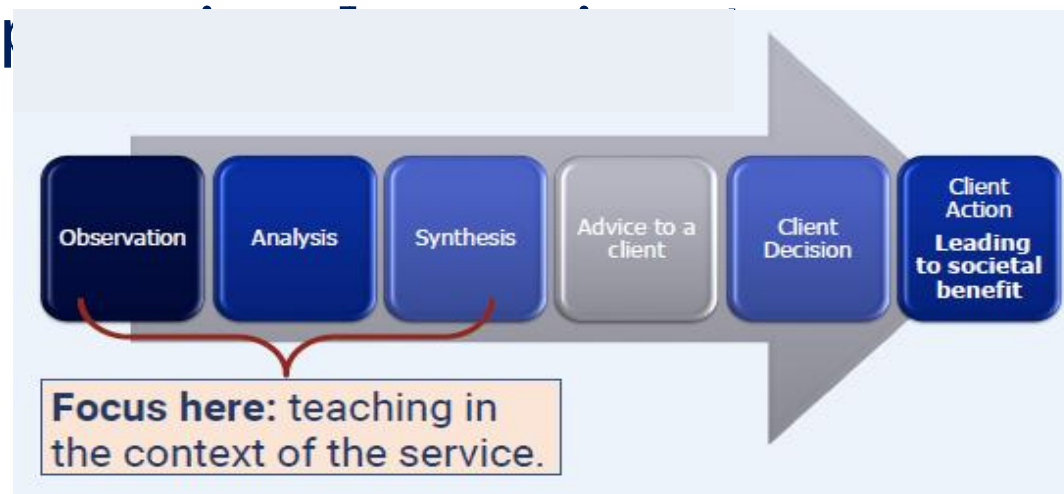 Observation
Analysis
Synthesis
Advice to a
client
Client
Decision
Client
Action
Leading
to societal
benefit
Focus here: teaching in
the context of the service.